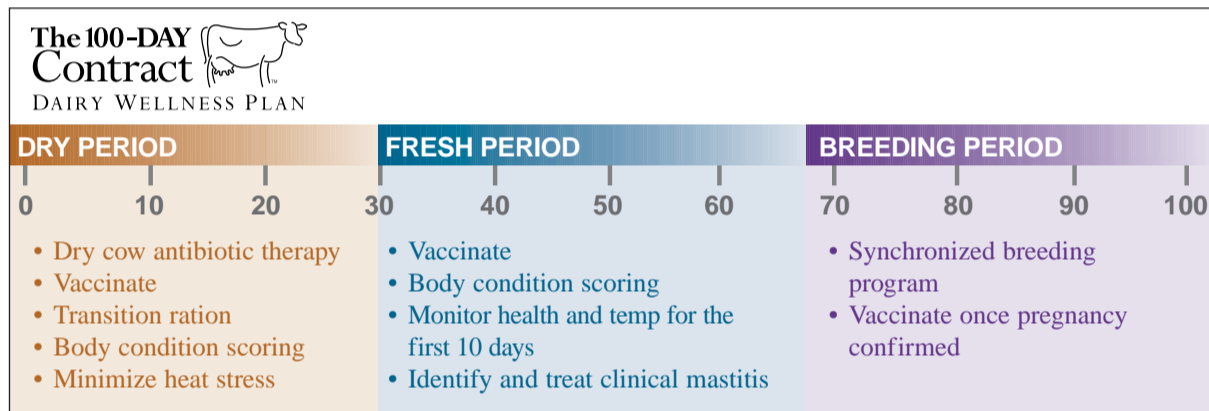 The 100-DAY
Contract
™
DAIRY WELLNESS PLAN
DRY PERIOD
FRESH PERIOD
BREEDING PERIOD
0 10 20 30 40 50 60 70 80 90 100
• Dry cow antibiotic therapy
• Vaccinate
• Transition ration
• Body condition scoring
• Minimize heat stress
• Vaccinate
• Body condition scoring
• Monitor health and temp for the
first 10 days
• Identify and treat clinical mastitis
• Synchronized breeding
program
• Vaccinate once pregnancy
confirmed